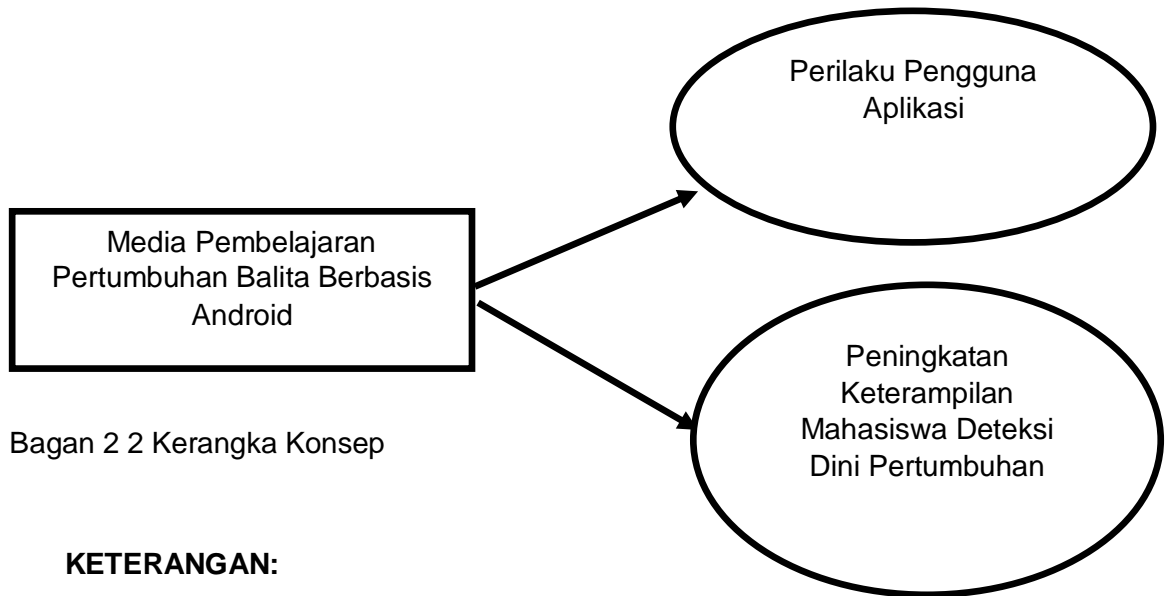 Perilaku Pengguna
Aplikasi
Media Pembelajaran
Pertumbuhan Balita Berbasis
Android
Peningkatan
Keterampilan
Mahasiswa Deteksi
Dini Pertumbuhan
Bagan 2 2 Kerangka Konsep
KETERANGAN: